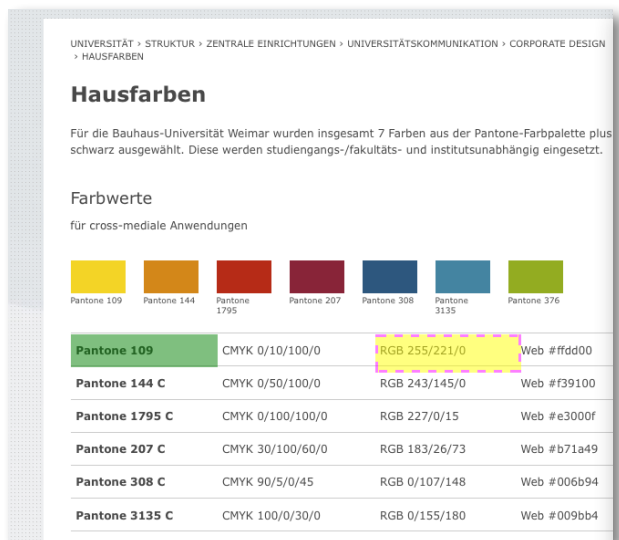 UNIVERSITÄT › STRUKTUR › ZENTRALE EINRICHTUNGEN › UNIVERSITÄTSKOMMUNIKATION › CORPORATE DESIGN
› HAUSFARBEN
Hausfarben
Für die Bauhaus-Universität Weimar wurden insgesamt 7 Farben aus der Pantone-Farbpalette plus
schwarz ausgewählt. Diese werden studiengangs-/fakultäts- und institutsunabhängig eingesetzt.
Farbwerte
für cross-mediale Anwendungen
Pantone 109 Pantone 144 Pantone 1795 Pantone 207 Pantone 308 Pantone 3135 Pantone 376
Pantone 109 CMYK 0/10/100/0 RGB 255/221/0 Web #ffdd00
Pantone 144 C CMYK 0/50/100/0 RGB 243/145/0 Web #f39100
Pantone 1795 C CMYK 0/100/100/0 RGB 227/0/15 Web #e3000f
Pantone 207 C CMYK 30/100/60/0 RGB 183/26/73 Web #b71a49
Pantone 308 C CMYK 90/5/0/45 RGB 0/107/148 Web #006b94
Pantone 3135 C CMYK 100/0/30/0 RGB 0/155/180 Web #009bb4